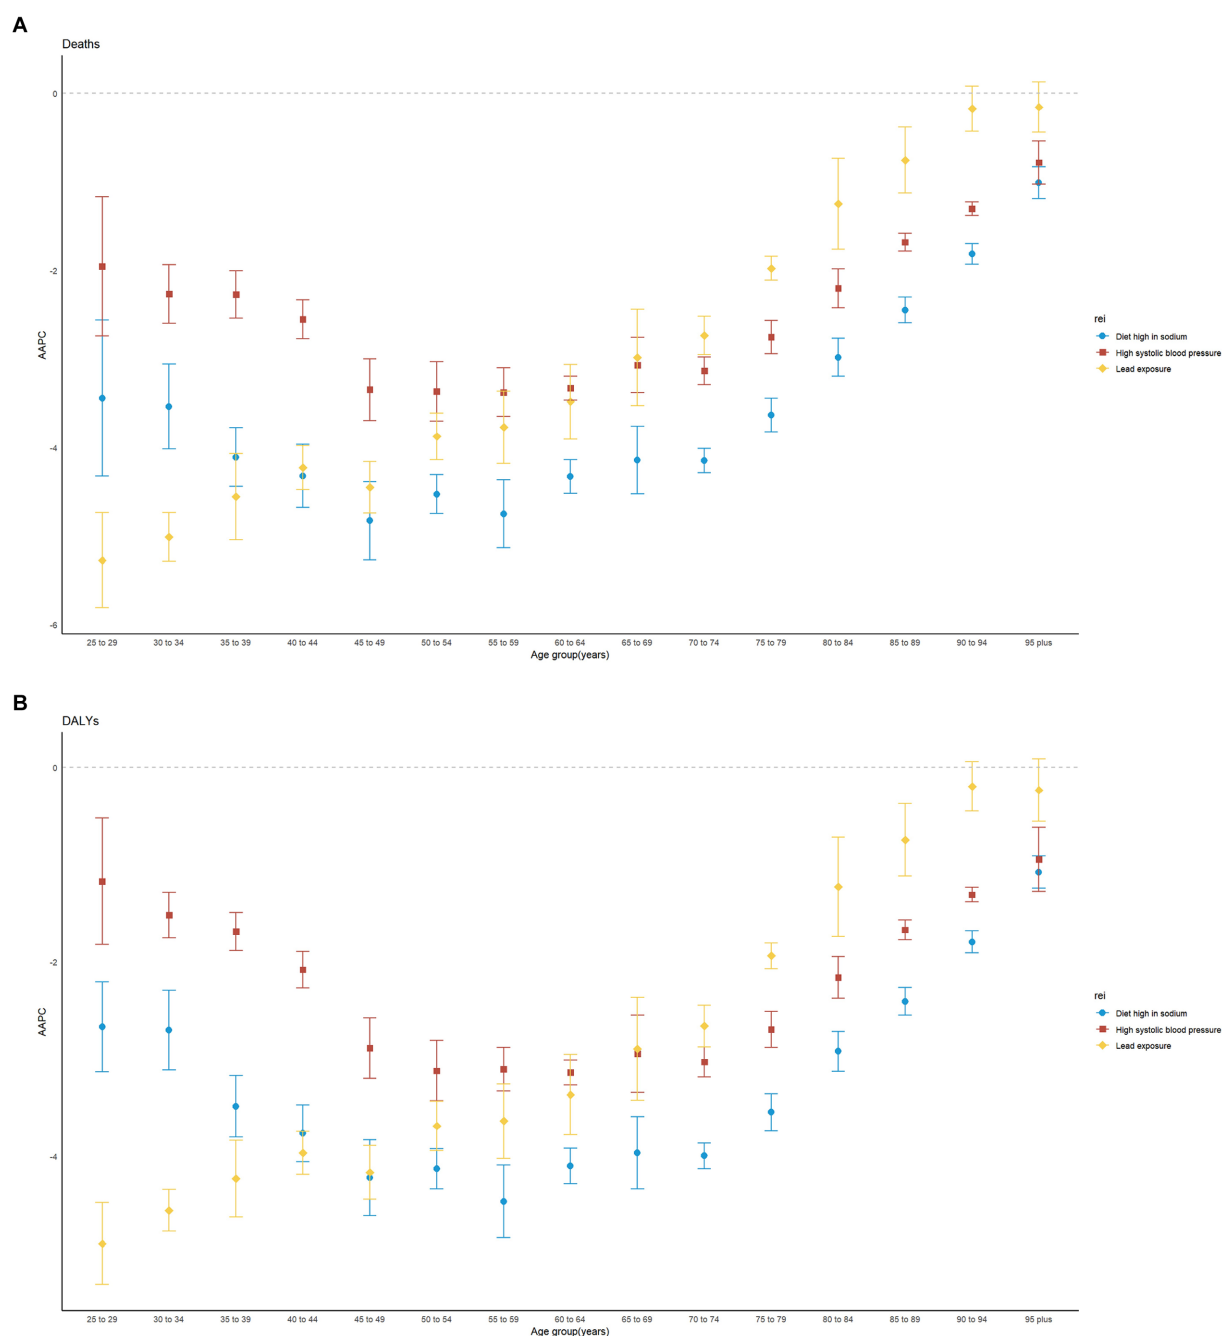 A
Deaths
0
-2
-4
-6
AAPC
25 to 29 30 to 34 35 to 39 40 to 44 45 to 49 50 to 54 55 to 59 60 to 64 65 to 69 70 to 74 75 to 79 80 to 84 85 to 89 90 to 94 95 plus
Age group(years)
rei
Diet high in sodium
High systolic blood pressure
Lead exposure
B
DALYs
0
-2
-4
AAPC
25 to 29 30 to 34 35 to 39 40 to 44 45 to 49 50 to 54 55 to 59 60 to 64 65 to 69 70 to 74 75 to 79 80 to 84 85 to 89 90 to 94 95 plus
Age group(years)
rei
Diet high in sodium
High systolic blood pressure
Lead exposure